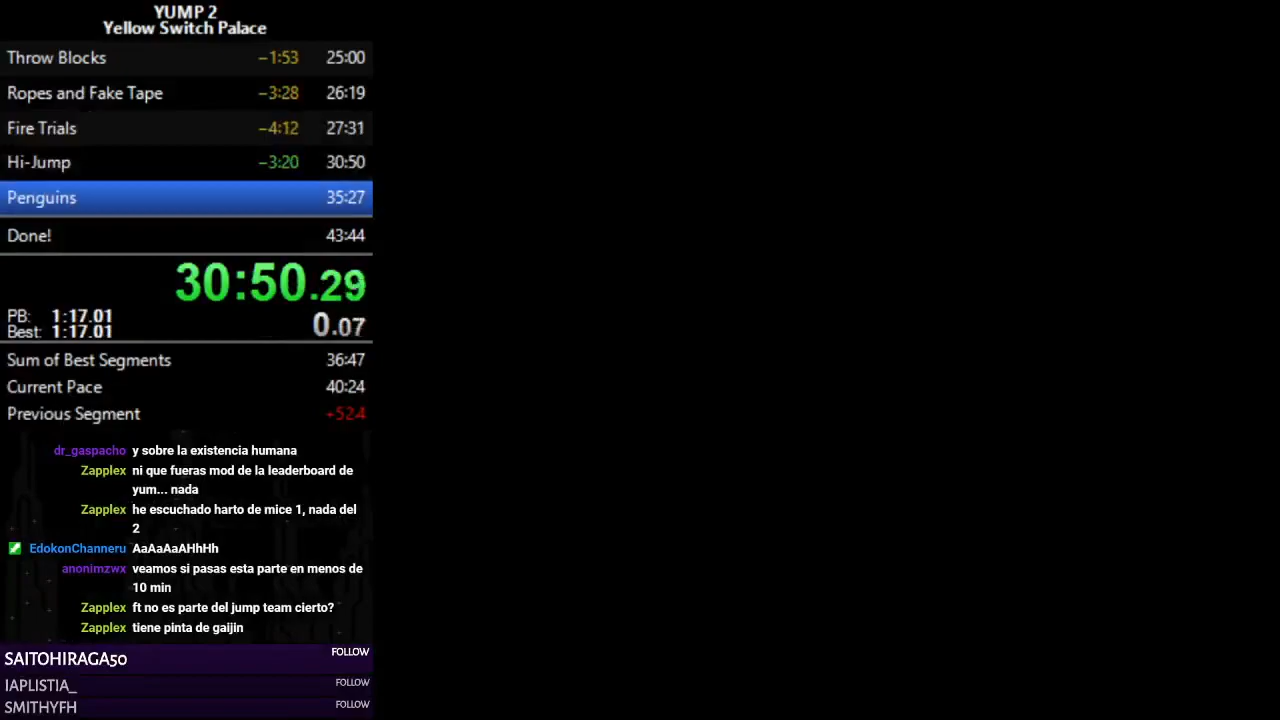 YUMP 2
Yellow Switch Palace
Throw Blocks −1:53 25:00
Ropes and Fake Tape −3:28 26:19
Fire Trials −4:12 27:31
Hi-Jump −3:20 30:50
Penguins 35:27
Done! 43:44
30:50.29
PB: 1:17.01
Best: 1:17.01
0.07
Sum of Best Segments 36:47
Current Pace 40:24
Previous Segment +52.4
dr_gaspacho y sobre la existencia humana
Zapplex ni que fueras mod de la leaderboard de
yum... nada
Zapplex he escuchado harto de mice 1, nada del
2
EdokonChanneru AaAaAaAHhHh
anonimzwx veamos si pasas esta parte en menos de
10 min
Zapplex ft no es parte del jump team cierto?
Zapplex tiene pinta de gaijin
SAITOHIRAGA50 FOLLOW
IAPLISTIA_ FOLLOW
SMITHYFH FOLLOW